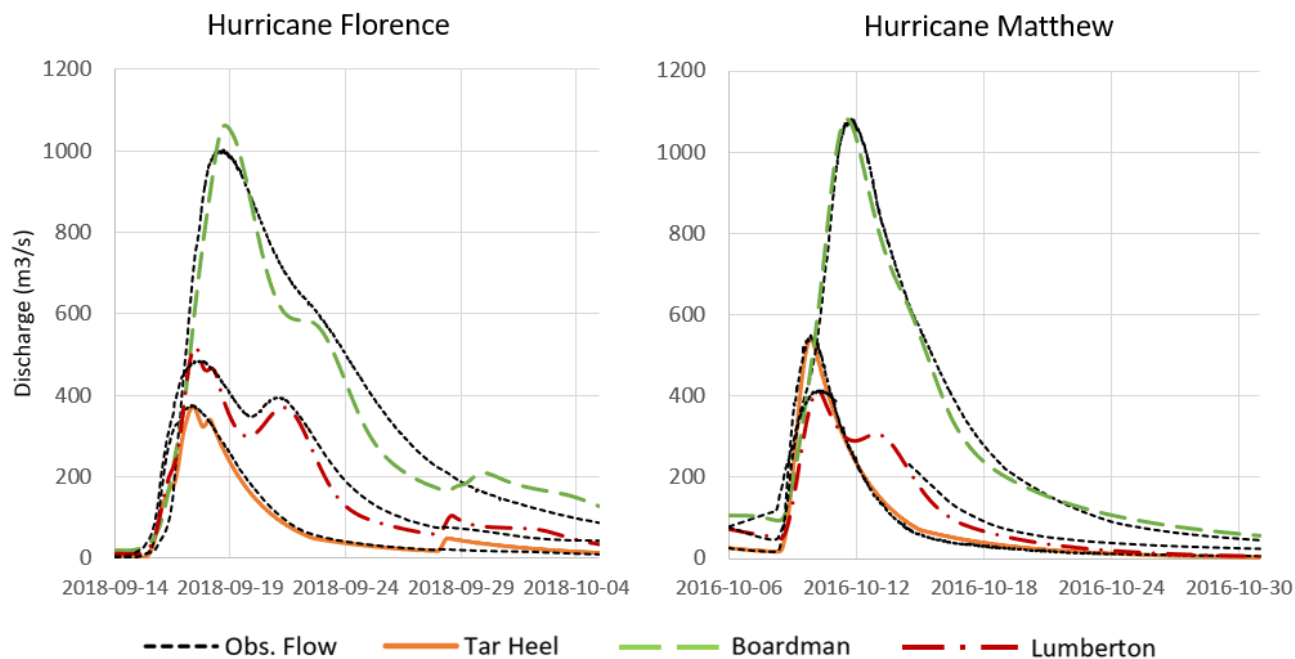 Hurricane Florence
Hurricane Matthew
Discharge (m3/s)
1200
1000
800
600
400
200
0
2018-09-14 2018-09-19 2018-09-24 2018-09-29 2018-10-04
1200
1000
800
600
400
200
0
2016-10-06 2016-10-12 2016-10-18 2016-10-24 2016-10-30
Obs. Flow Tar Heel Boardman Lumberton